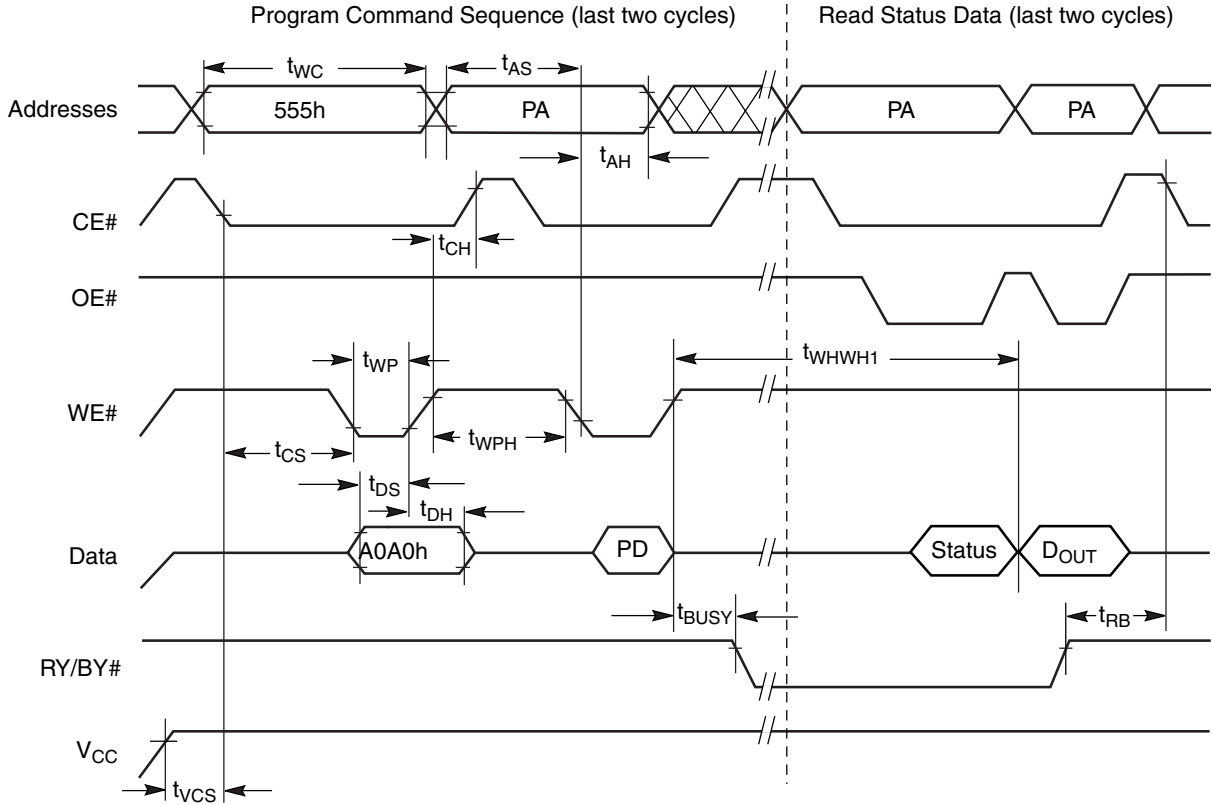 Program Command Sequence (last two cycles)
Read Status Data (last two cycles)
tWC
tAS
Addresses
555h
PA
PA
PA
tAH
CE#
tCH
OE#
tWP
tWHWH1
WE#
tCS
tWPH
tDS
tDH
Data
A0A0h
PD
Status
DOUT
tBUSY
tRB
RY/BY#
VCC
tVCS